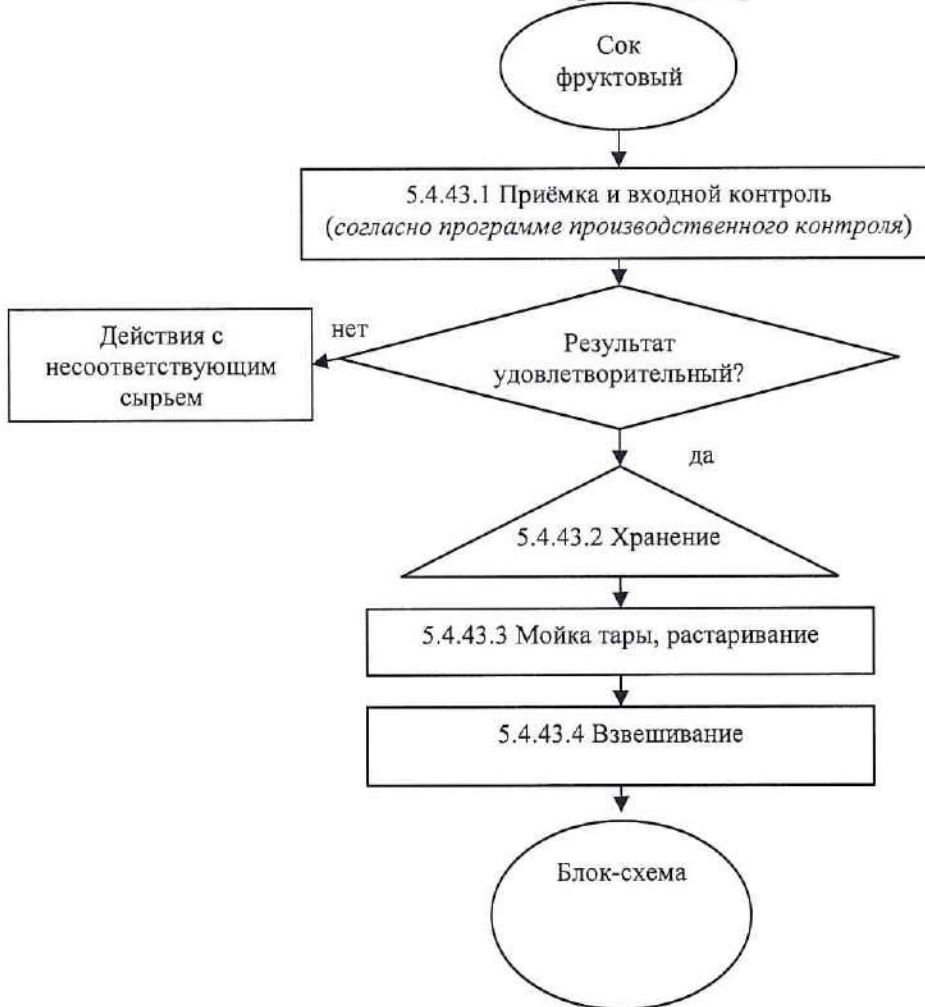 Сок
фруктовый
5.4.43.1 Приёмка и входной контроль
(согласно программе производственного контроля)
нет
Действия с
несоответствующим
сырьем
Результат
удовлетворительный?
да
5.4.43.2 Хранение
5.4.43.3 Мойка тары, растаривание
5.4.43.4 Взвешивание
Блок-схема